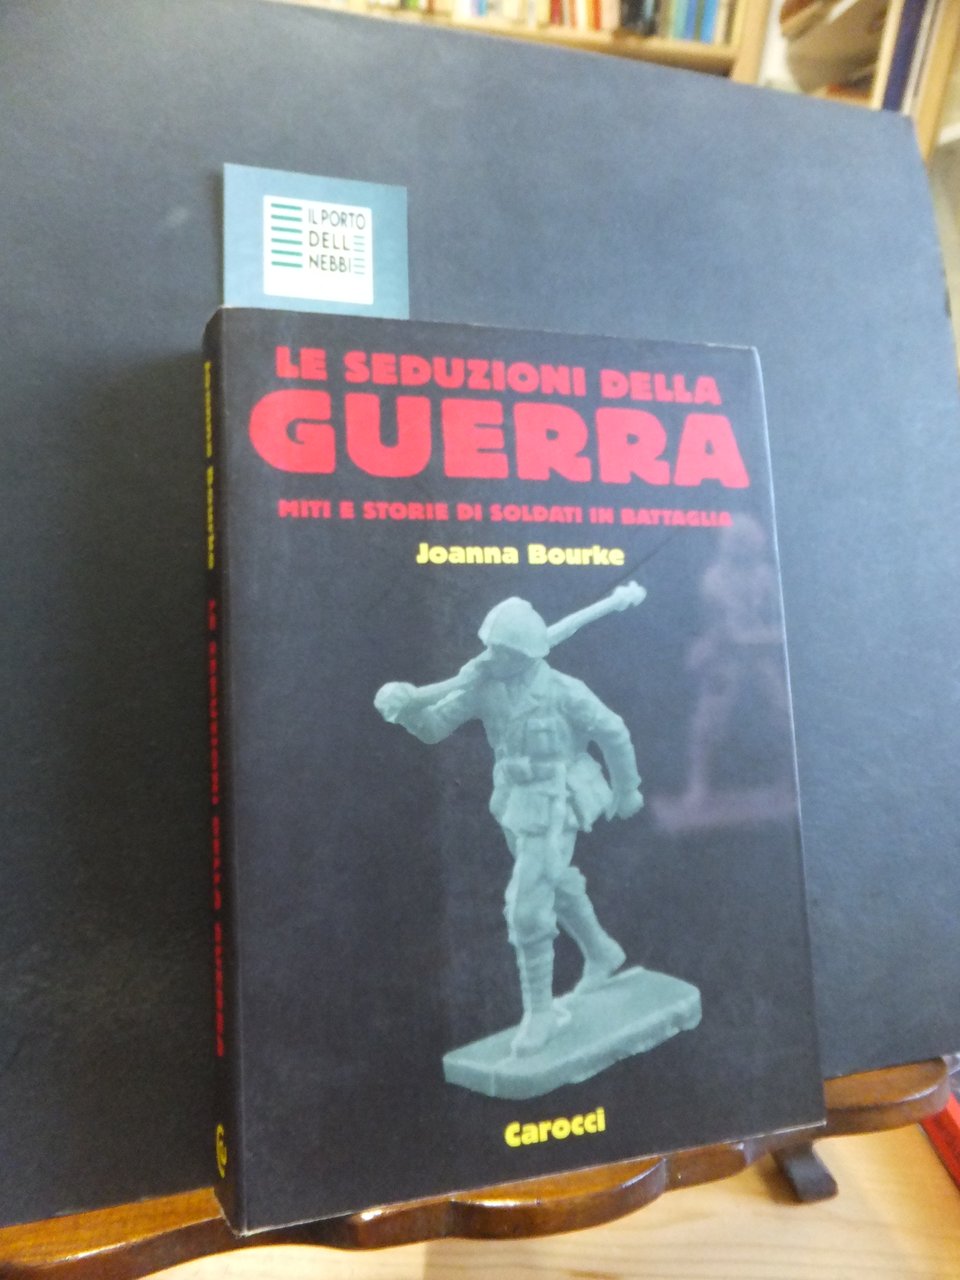 IL PORTO
DELLE
NEBBIE
LE SEDUZIONI DELLA
GUERRA
MITI E STORIE DI SOLDATI IN BATTAGLIA
Joanna Bourke
Carocci
Joanna Bourke LE SEDUZIONI DELLA GUERRA